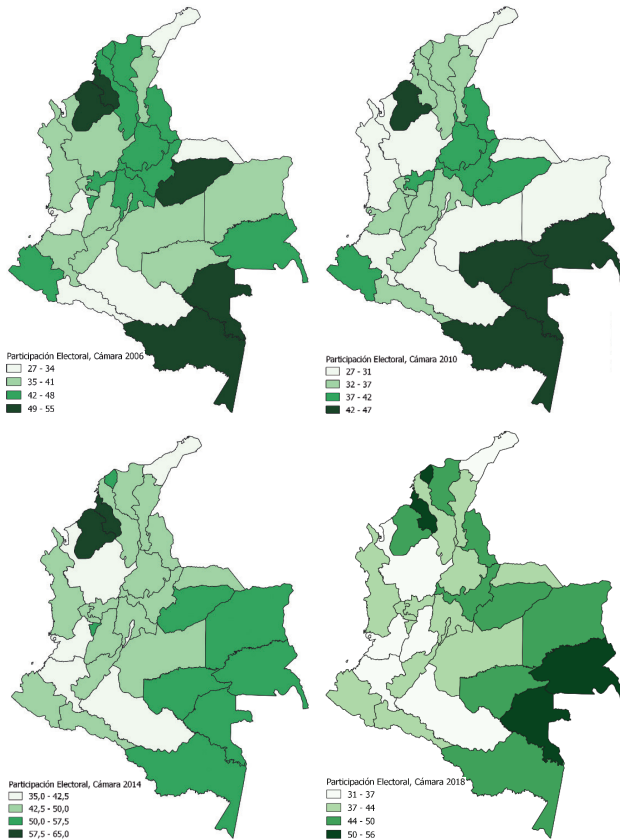 Participación Electoral, Cámara 2006
27 - 34
35 - 41
42 - 48
49 - 55
Participación Electoral, Cámara 2010
27 - 31
32 - 37
37 - 42
42 - 47
Participación Electoral, Cámara 2014
35,0 - 42,5
42,5 - 50,0
50,0 - 57,5
57,5 - 65,0
Participación Electoral, Cámara 2018
31 - 37
37 - 44
44 - 50
50 - 56